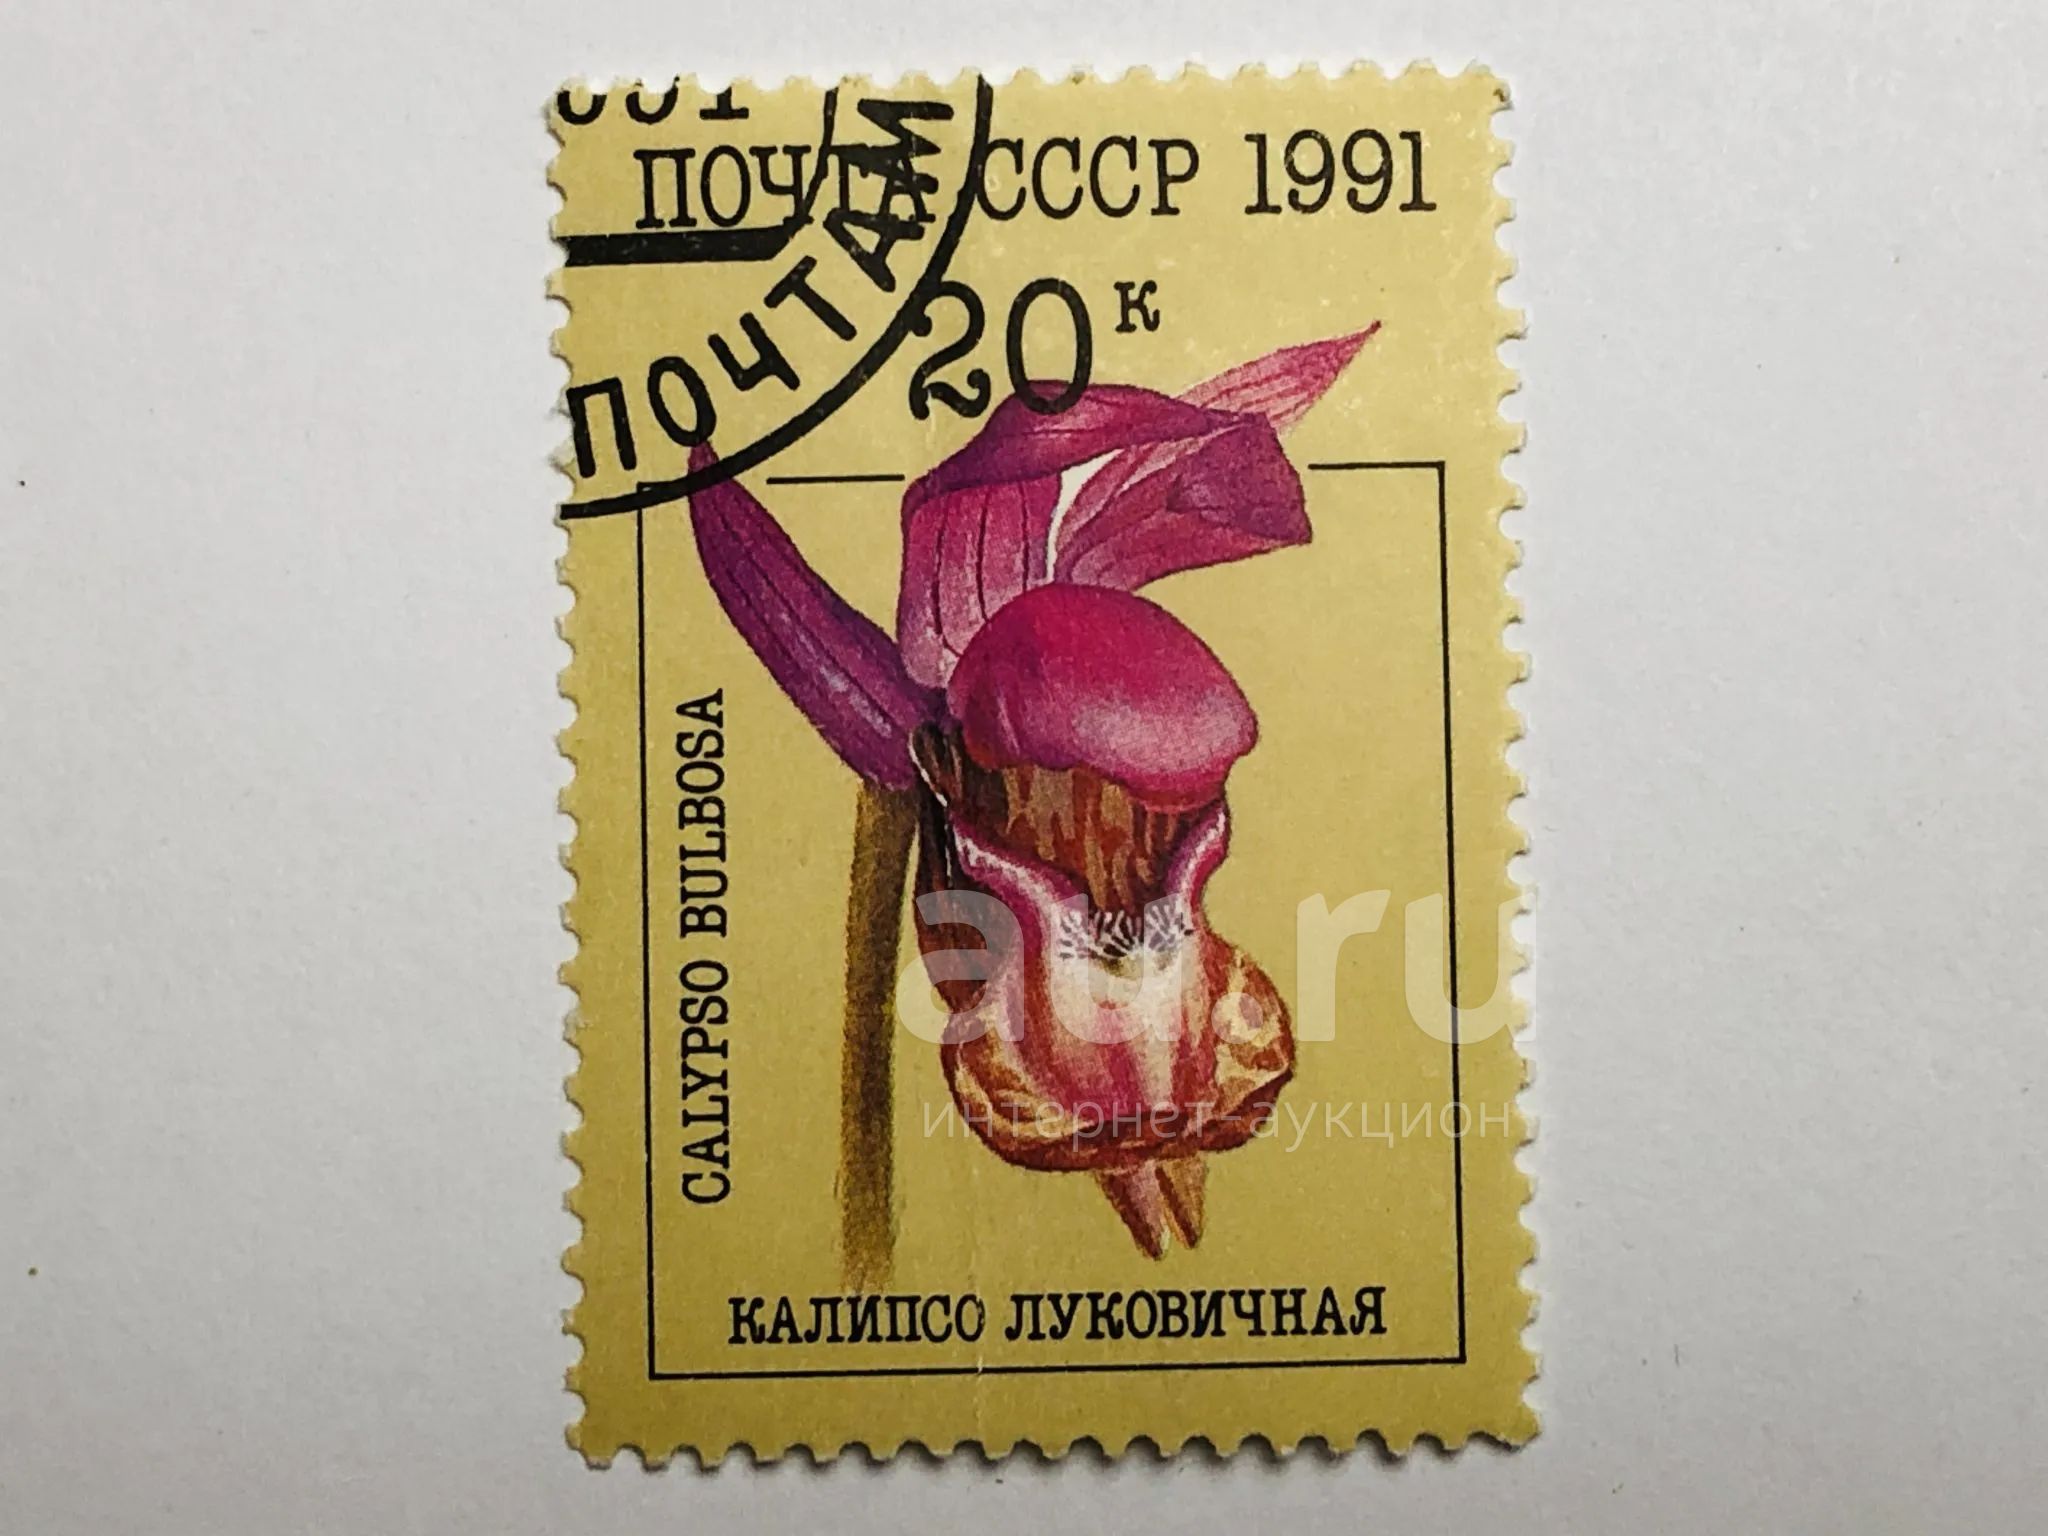 ПОЧТА СССР 1991
20 к
ПОЧТАМ
CALYPSO BULBOSA
КАЛИПСО ЛУКОВИЧНАЯ
au.ru
интернет-аукцион